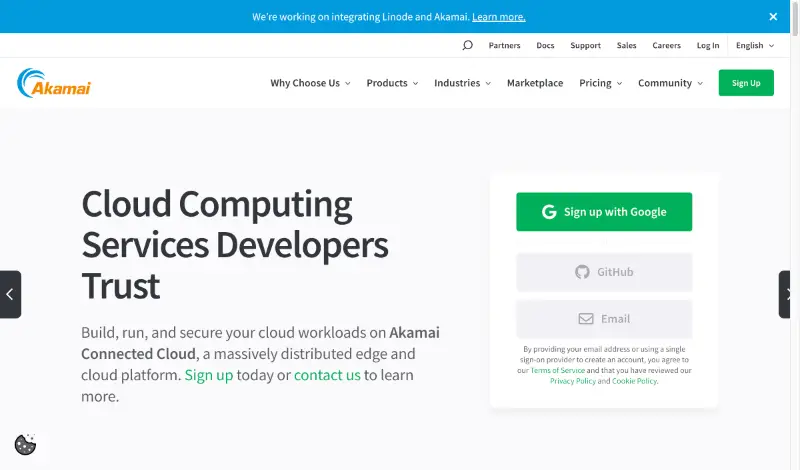 We're working on integrating Linode and Akamai. Learn more.
Partners Docs Support Sales Careers Log In English
Akamai
Why Choose Us Products Industries Marketplace Pricing Community Sign Up
Cloud Computing
Services Developers
Trust
Build, run, and secure your cloud workloads on Akamai
Connected Cloud, a massively distributed edge and
cloud platform. Sign up today or contact us to learn
more.
Sign up with Google
GitHub
Email
By providing your email address or using a single
sign-on provider to create an account, you agree to
our Terms of Service and that you have reviewed our
Privacy Policy and Cookie Policy.